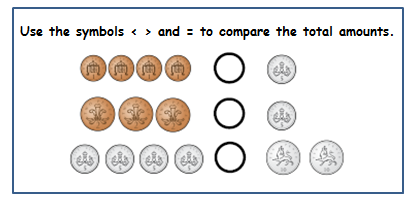 Use the symbols < > and = to compare the total amounts.